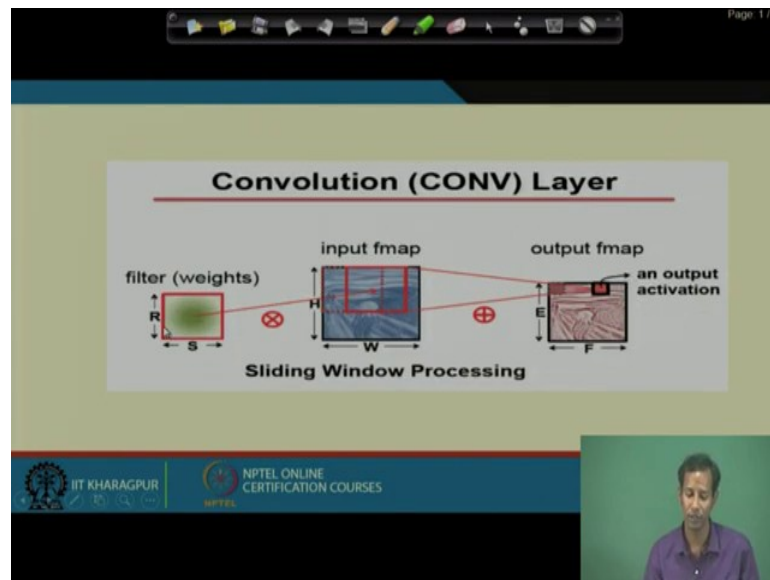 Page: 1 /
Convolution (CONV) Layer
input fmap
output fmap
filter (weights)
an output
activation
R
S
H
W
E
F
Sliding Window Processing
IIT KHARAGPUR
NPTEL ONLINE
CERTIFICATION COURSES
NPTEL